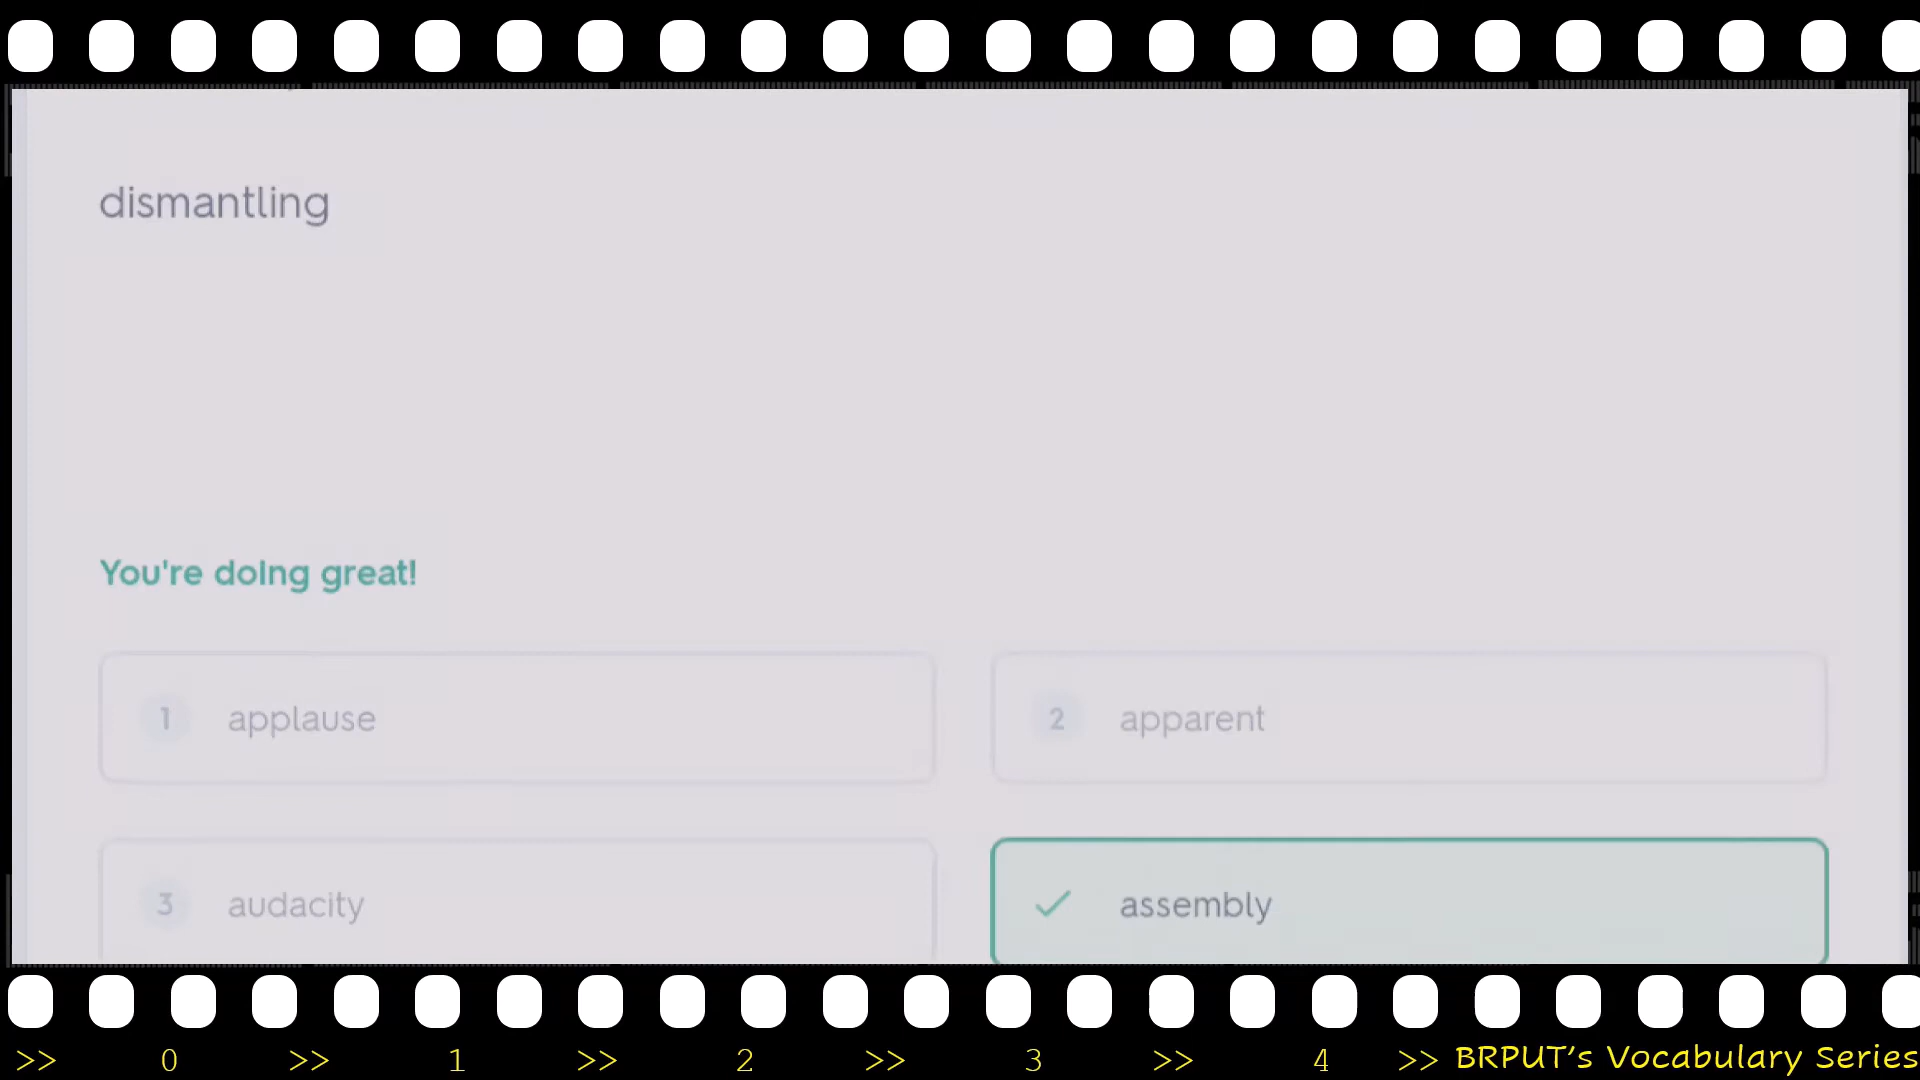 dismantling
You're doing great!
1 applause
2 apparent
3 audacity
assembly
>> 0 >> 1 >> 2 >> 3 >> 4 >> BRPUT's Vocabulary Series